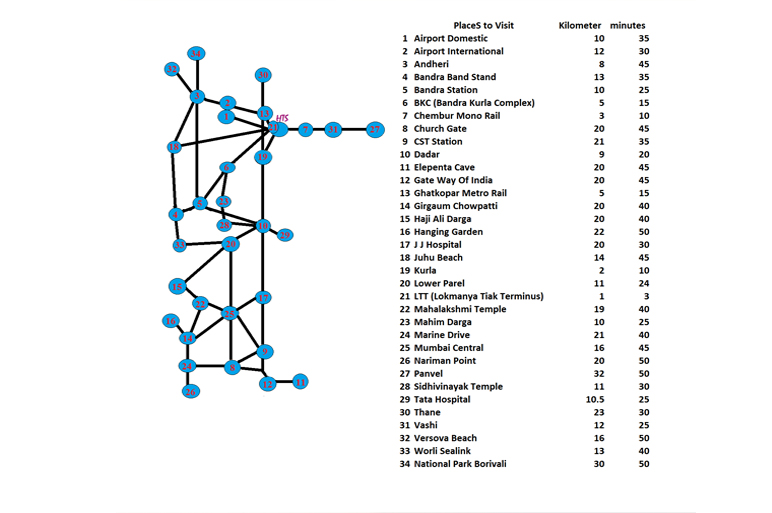 PlaceS to Visit Kilometer minutes
1 Airport Domestic 10 35
2 Airport International 12 30
3 Andheri 8 45
4 Bandra Band Stand 13 35
5 Bandra Station 10 25
6 BKC (Bandra Kurla Complex) 5 15
7 Chembur Mono Rail 3 10
8 Church Gate 20 45
9 CST Station 21 35
10 Dadar 9 20
11 Elepenta Cave 20 45
12 Gate Way Of India 20 45
13 Ghatkopar Metro Rail 5 15
14 Girgaum Chowpatti 20 40
15 Haji Ali Darga 20 40
16 Hanging Garden 22 50
17 J J Hospital 20 30
18 Juhu Beach 14 45
19 Kurla 2 10
20 Lower Parel 11 24
21 LTT (Lokmanya Tiak Terminus) 1 3
22 Mahalakshmi Temple 19 40
23 Mahim Darga 10 25
24 Marine Drive 21 40
25 Mumbai Central 16 45
26 Nariman Point 20 50
27 Panvel 32 50
28 Sidhivinayak Temple 11 30
29 Tata Hospital 10.5 25
30 Thane 23 30
31 Vashi 12 25
32 Versova Beach 16 50
33 Worli Sealink 13 40
34 National Park Borivali 30 50
34
32
30
3
2
13
1
HTS
7
31
27
18
19
6
5
23
4
28
10
29
33
20
15
22
17
25
16
14
9
24
8
12
11
26